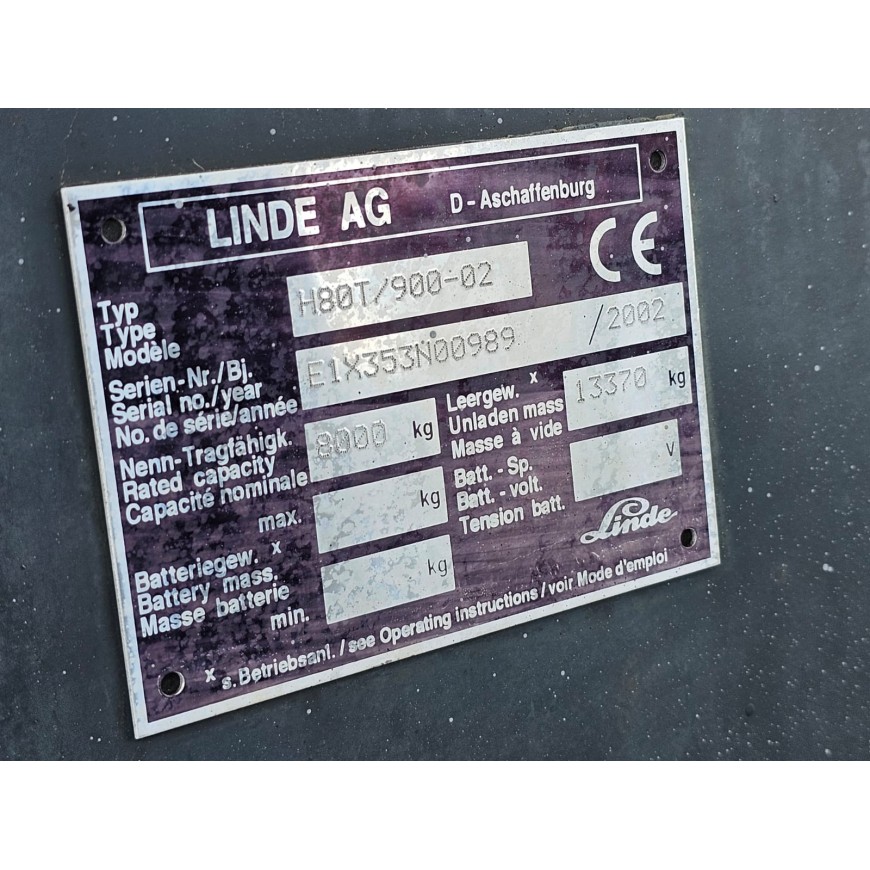 LINDE AG D - Aschaffenburg
CE
Typ
Type
Modèle
H80T/900-02
Serien-Nr./Bj.
Serial no./year
No. de série/année
E1X353N00989 /2002
Nenn-Tragfähigk.
Rated capacity
Capacité nominale
8000 kg
Leergew. x
Unladen mass
Masse à vide
13370 kg
Batt.-Sp.
Batt.-volt.
Tension batt.
V
Batteriegew. x
Battery mass.
Masse batterie
max. kg
min. kg
Linde
x s. Betriebsanl. / see Operating instructions / voir Mode d'emploi